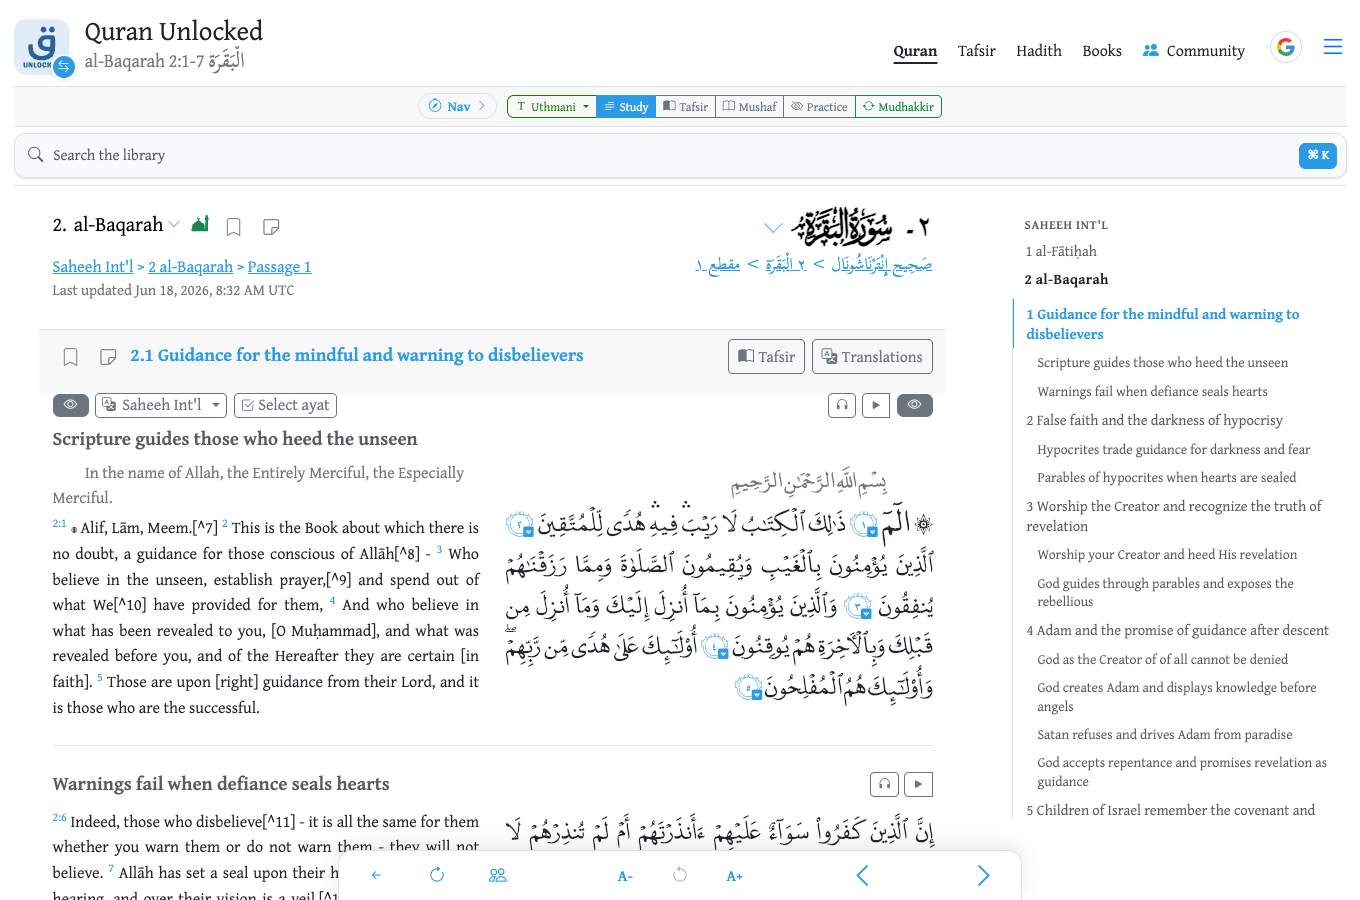 ق
UNLOCK
Quran Unlocked
al-Baqarah 2:1-7 الْبَقَرَة
Quran
Tafsir
Hadith
Books
Community
Nav
T Uthmani
Study
Tafsir
Mushaf
Practice
Mudhakkir
Search the library
⌘ K
2. al-Baqarah
٢ - سُورَةُ البَقَرَةِ
Saheeh Int'l > 2 al-Baqarah > Passage 1
صَحِيح إِنْتَرْنَاشُونَال > ٢ الْبَقَرَة > مقطع ١
Last updated Jun 18, 2026, 8:32 AM UTC
2.1 Guidance for the mindful and warning to disbelievers
Tafsir
Translations
Saheeh Int'l
Select ayat
Scripture guides those who heed the unseen
In the name of Allah, the Entirely Merciful, the Especially
Merciful.
2:1 Alif, Lām, Meem.[^7] 2 This is the Book about which there is
no doubt, a guidance for those conscious of Allāh[^8] - 3 Who
believe in the unseen, establish prayer,[^9] and spend out of
what We[^10] have provided for them, 4 And who believe in
what has been revealed to you, [O Muḥammad], and what was
revealed before you, and of the Hereafter they are certain [in
faith]. 5 Those are upon [right] guidance from their Lord, and it
is those who are the successful.
بِسْمِ اللَّهِ الرَّحْمَٰنِ الرَّحِيمِ
۞ الٓمٓ ١ ذَٰلِكَ ٱلْكِتَٰبُ لَا رَيْبَ ۛ فِيهِ ۛ هُدًى لِّلْمُتَّقِينَ ٢
ٱلَّذِينَ يُؤْمِنُونَ بِٱلْغَيْبِ وَيُقِيمُونَ ٱلصَّلَوٰةَ وَمِمَّا رَزَقْنَٰهُمْ
يُنفِقُونَ ٣ وَٱلَّذِينَ يُؤْمِنُونَ بِمَآ أُنزِلَ إِلَيْكَ وَمَآ أُنزِلَ مِن
قَبْلِكَ وَبِٱلْءَاخِرَةِ هُمْ يُوقِنُونَ ٤ أُو۟لَٰٓئِكَ عَلَىٰ هُدًى مِّن رَّبِّهِمْ ۖ
وَأُو۟لَٰٓئِكَ هُمُ ٱلْمُفْلِحُونَ ٥
Warnings fail when defiance seals hearts
2:6 Indeed, those who disbelieve[^11] - it is all the same for them
whether you warn them or do not warn them - they will not
believe. 7 Allāh has set a seal upon their h
hearing, and over their vision is a veil.[^1
إِنَّ ٱلَّذِينَ كَفَرُوا۟ سَوَآءٌ عَلَيْهِمْ ءَأَنذَرْتَهُمْ أَمْ لَمْ تُنذِرْهُمْ لَا
A-
A+
SAHEEH INT'L
1 al-Fātiḥah
2 al-Baqarah
1 Guidance for the mindful and warning to
disbelievers
Scripture guides those who heed the unseen
Warnings fail when defiance seals hearts
2 False faith and the darkness of hypocrisy
Hypocrites trade guidance for darkness and fear
Parables of hypocrites when hearts are sealed
3 Worship the Creator and recognize the truth of
revelation
Worship your Creator and heed His revelation
God guides through parables and exposes the
rebellious
4 Adam and the promise of guidance after descent
God as the Creator of of all cannot be denied
God creates Adam and displays knowledge before
angels
Satan refuses and drives Adam from paradise
God accepts repentance and promises revelation as
guidance
5 Children of Israel remember the covenant and